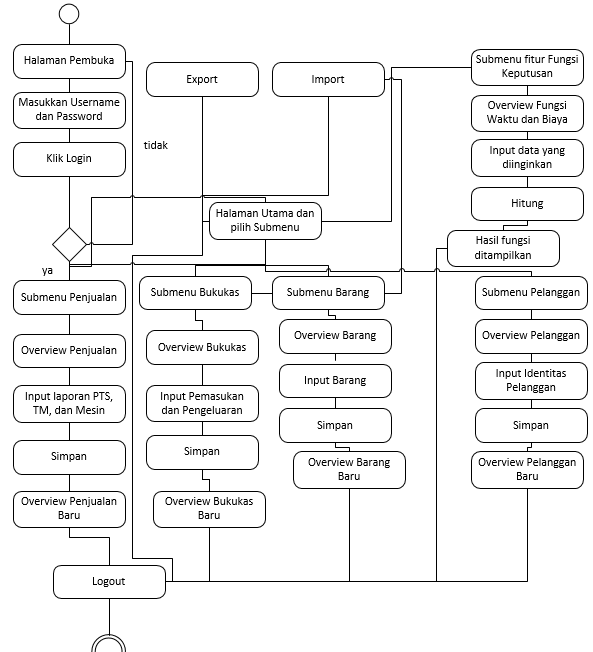 Halaman Pembuka
Export
Import
Submenu fitur Fungsi
Keputusan
Masukkan Username
dan Password
Overview Fungsi
Waktu dan Biaya
tidak
Klik Login
Input data yang
diinginkan
Hitung
Halaman Utama dan
pilih Submenu
Hasil fungsi
ditampilkan
ya
Submenu Penjualan
Submenu Bukukas
Submenu Barang
Submenu Pelanggan
Overview Penjualan
Overview Bukukas
Overview Barang
Overview Pelanggan
Input laporan PTS,
TM, dan Mesin
Input Pemasukan
dan Pengeluaran
Input Barang
Input Identitas
Pelanggan
Simpan
Simpan
Simpan
Simpan
Overview Penjualan
Baru
Overview Bukukas
Baru
Overview Barang
Baru
Overview Pelanggan
Baru
Logout